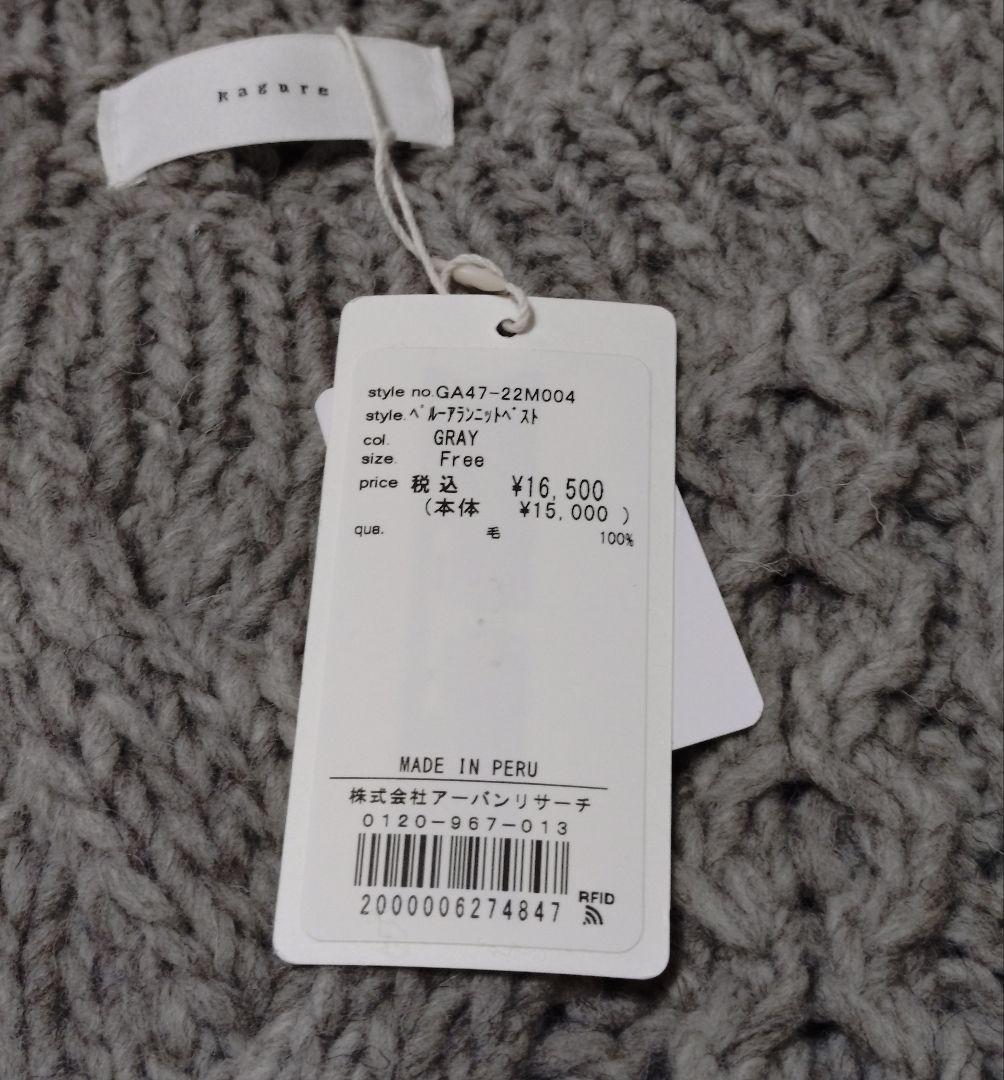 kagure
style no.GA47-22M004
style.ﾍﾟﾙｰｱﾗﾝﾆｯﾄﾍﾞｽﾄ
col. GRAY
size. Free
price 税込 ¥16,500
(本体 ¥15,000 )
qua. 毛 100%
MADE IN PERU
株式会社アーバンリサーチ
0120-967-013
2000006274847 RFID